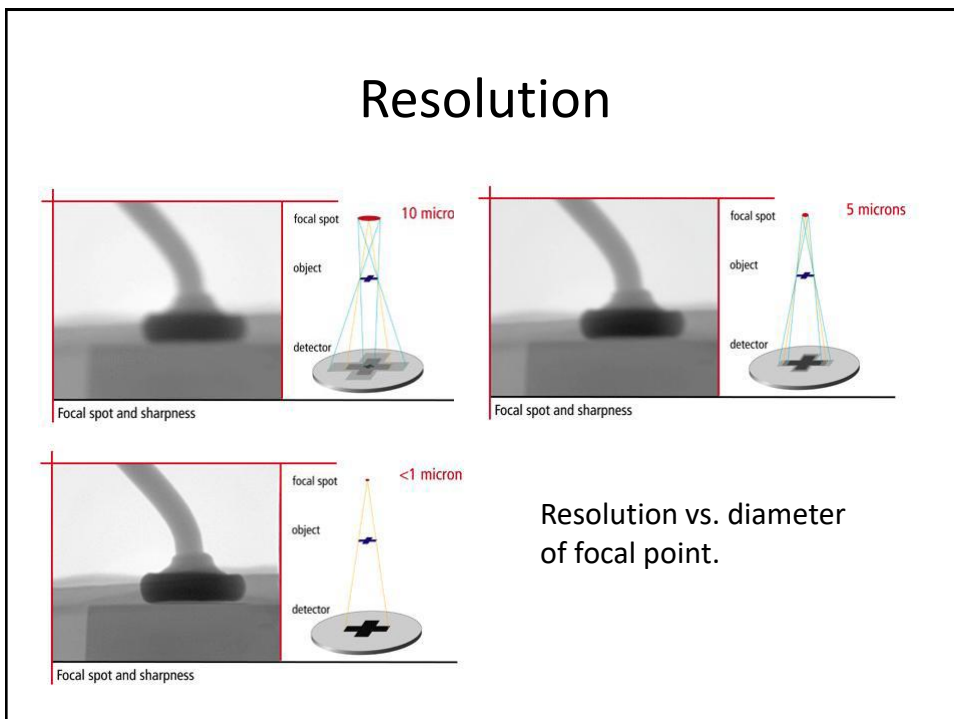 Resolution
focal spot
10 micro
object
detector
Focal spot and sharpness
focal spot
5 microns
object
detector
Focal spot and sharpness
focal spot
<1 micron
object
detector
Focal spot and sharpness
Resolution vs. diameter
of focal point.